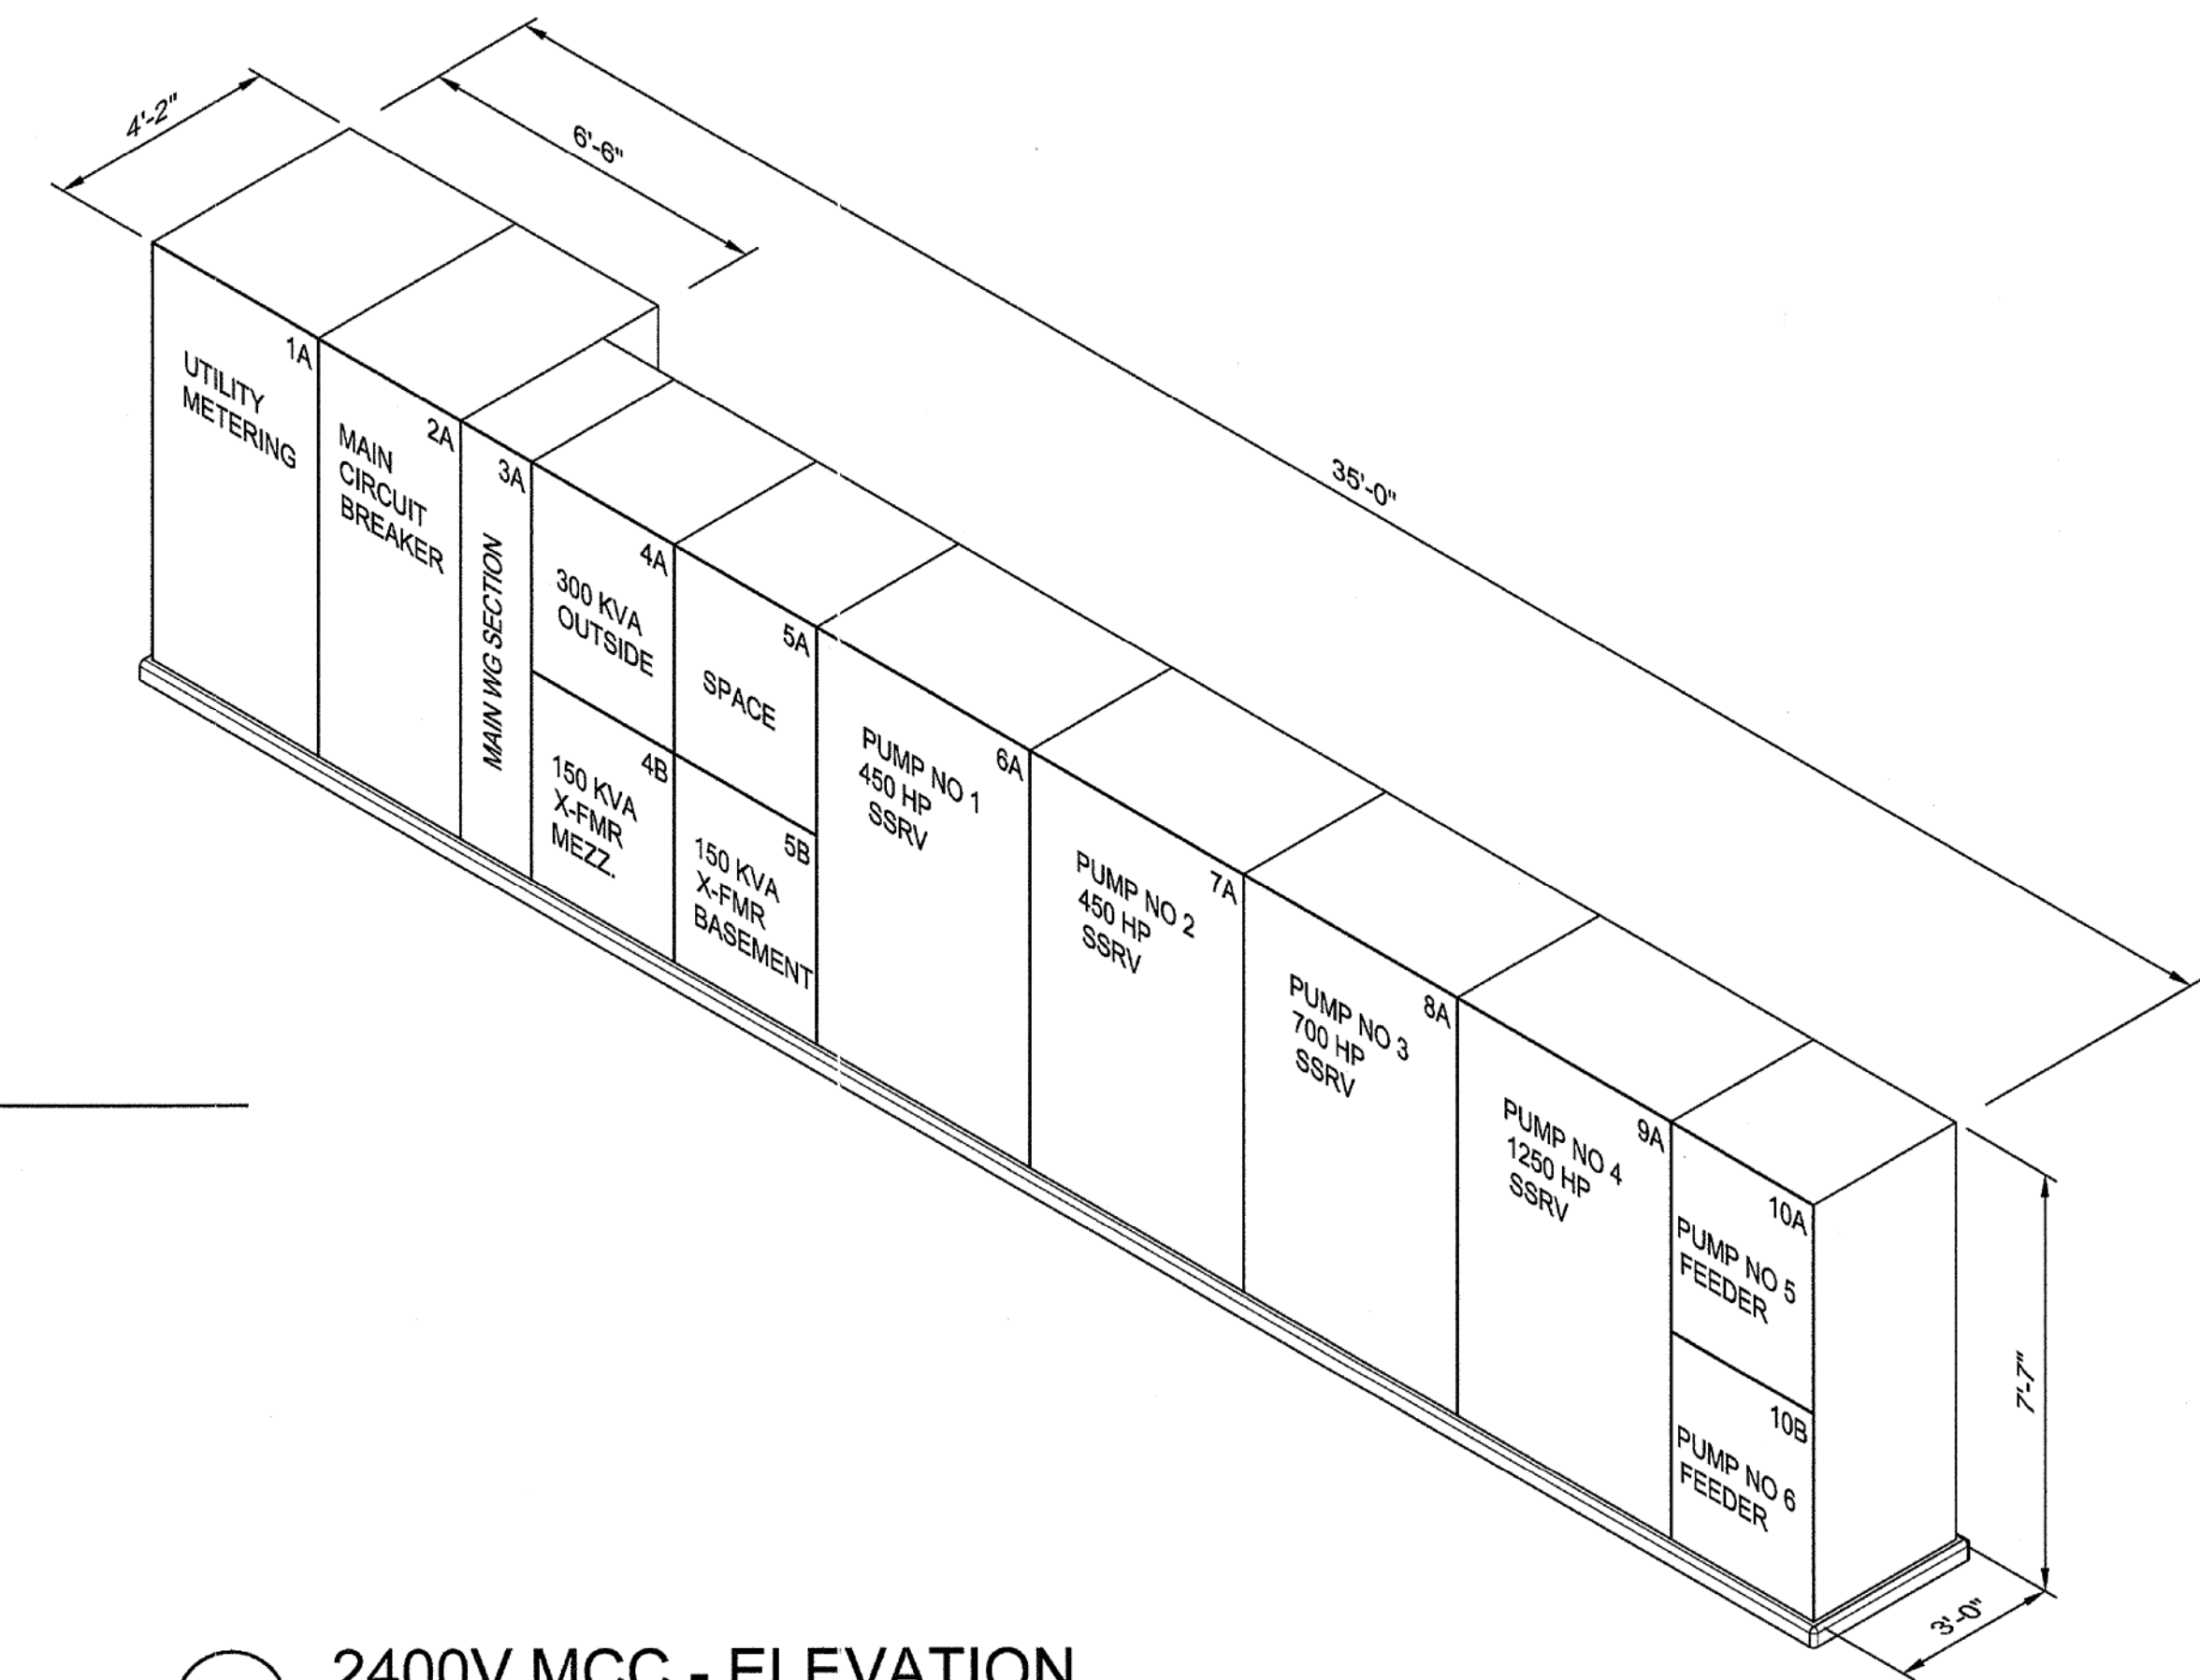 4'-2"
6'-6"
35'-0"
1A
UTILITY
METERING
2A
MAIN
CIRCUIT
BREAKER
3A
MAIN WG SECTION
4A
300 KVA
OUTSIDE
4B
150 KVA
X-FMR
MEZZ.
5A
SPACE
5B
150 KVA
X-FMR
BASEMENT
6A
PUMP NO 1
450 HP
SSRV
7A
PUMP NO 2
450 HP
SSRV
8A
PUMP NO 3
700 HP
SSRV
9A
PUMP NO 4
1250 HP
SSRV
10A
PUMP NO 5
FEEDER
10B
PUMP NO 6
FEEDER
7'-7"
3'-0"
2400V MCC - ELEVATION